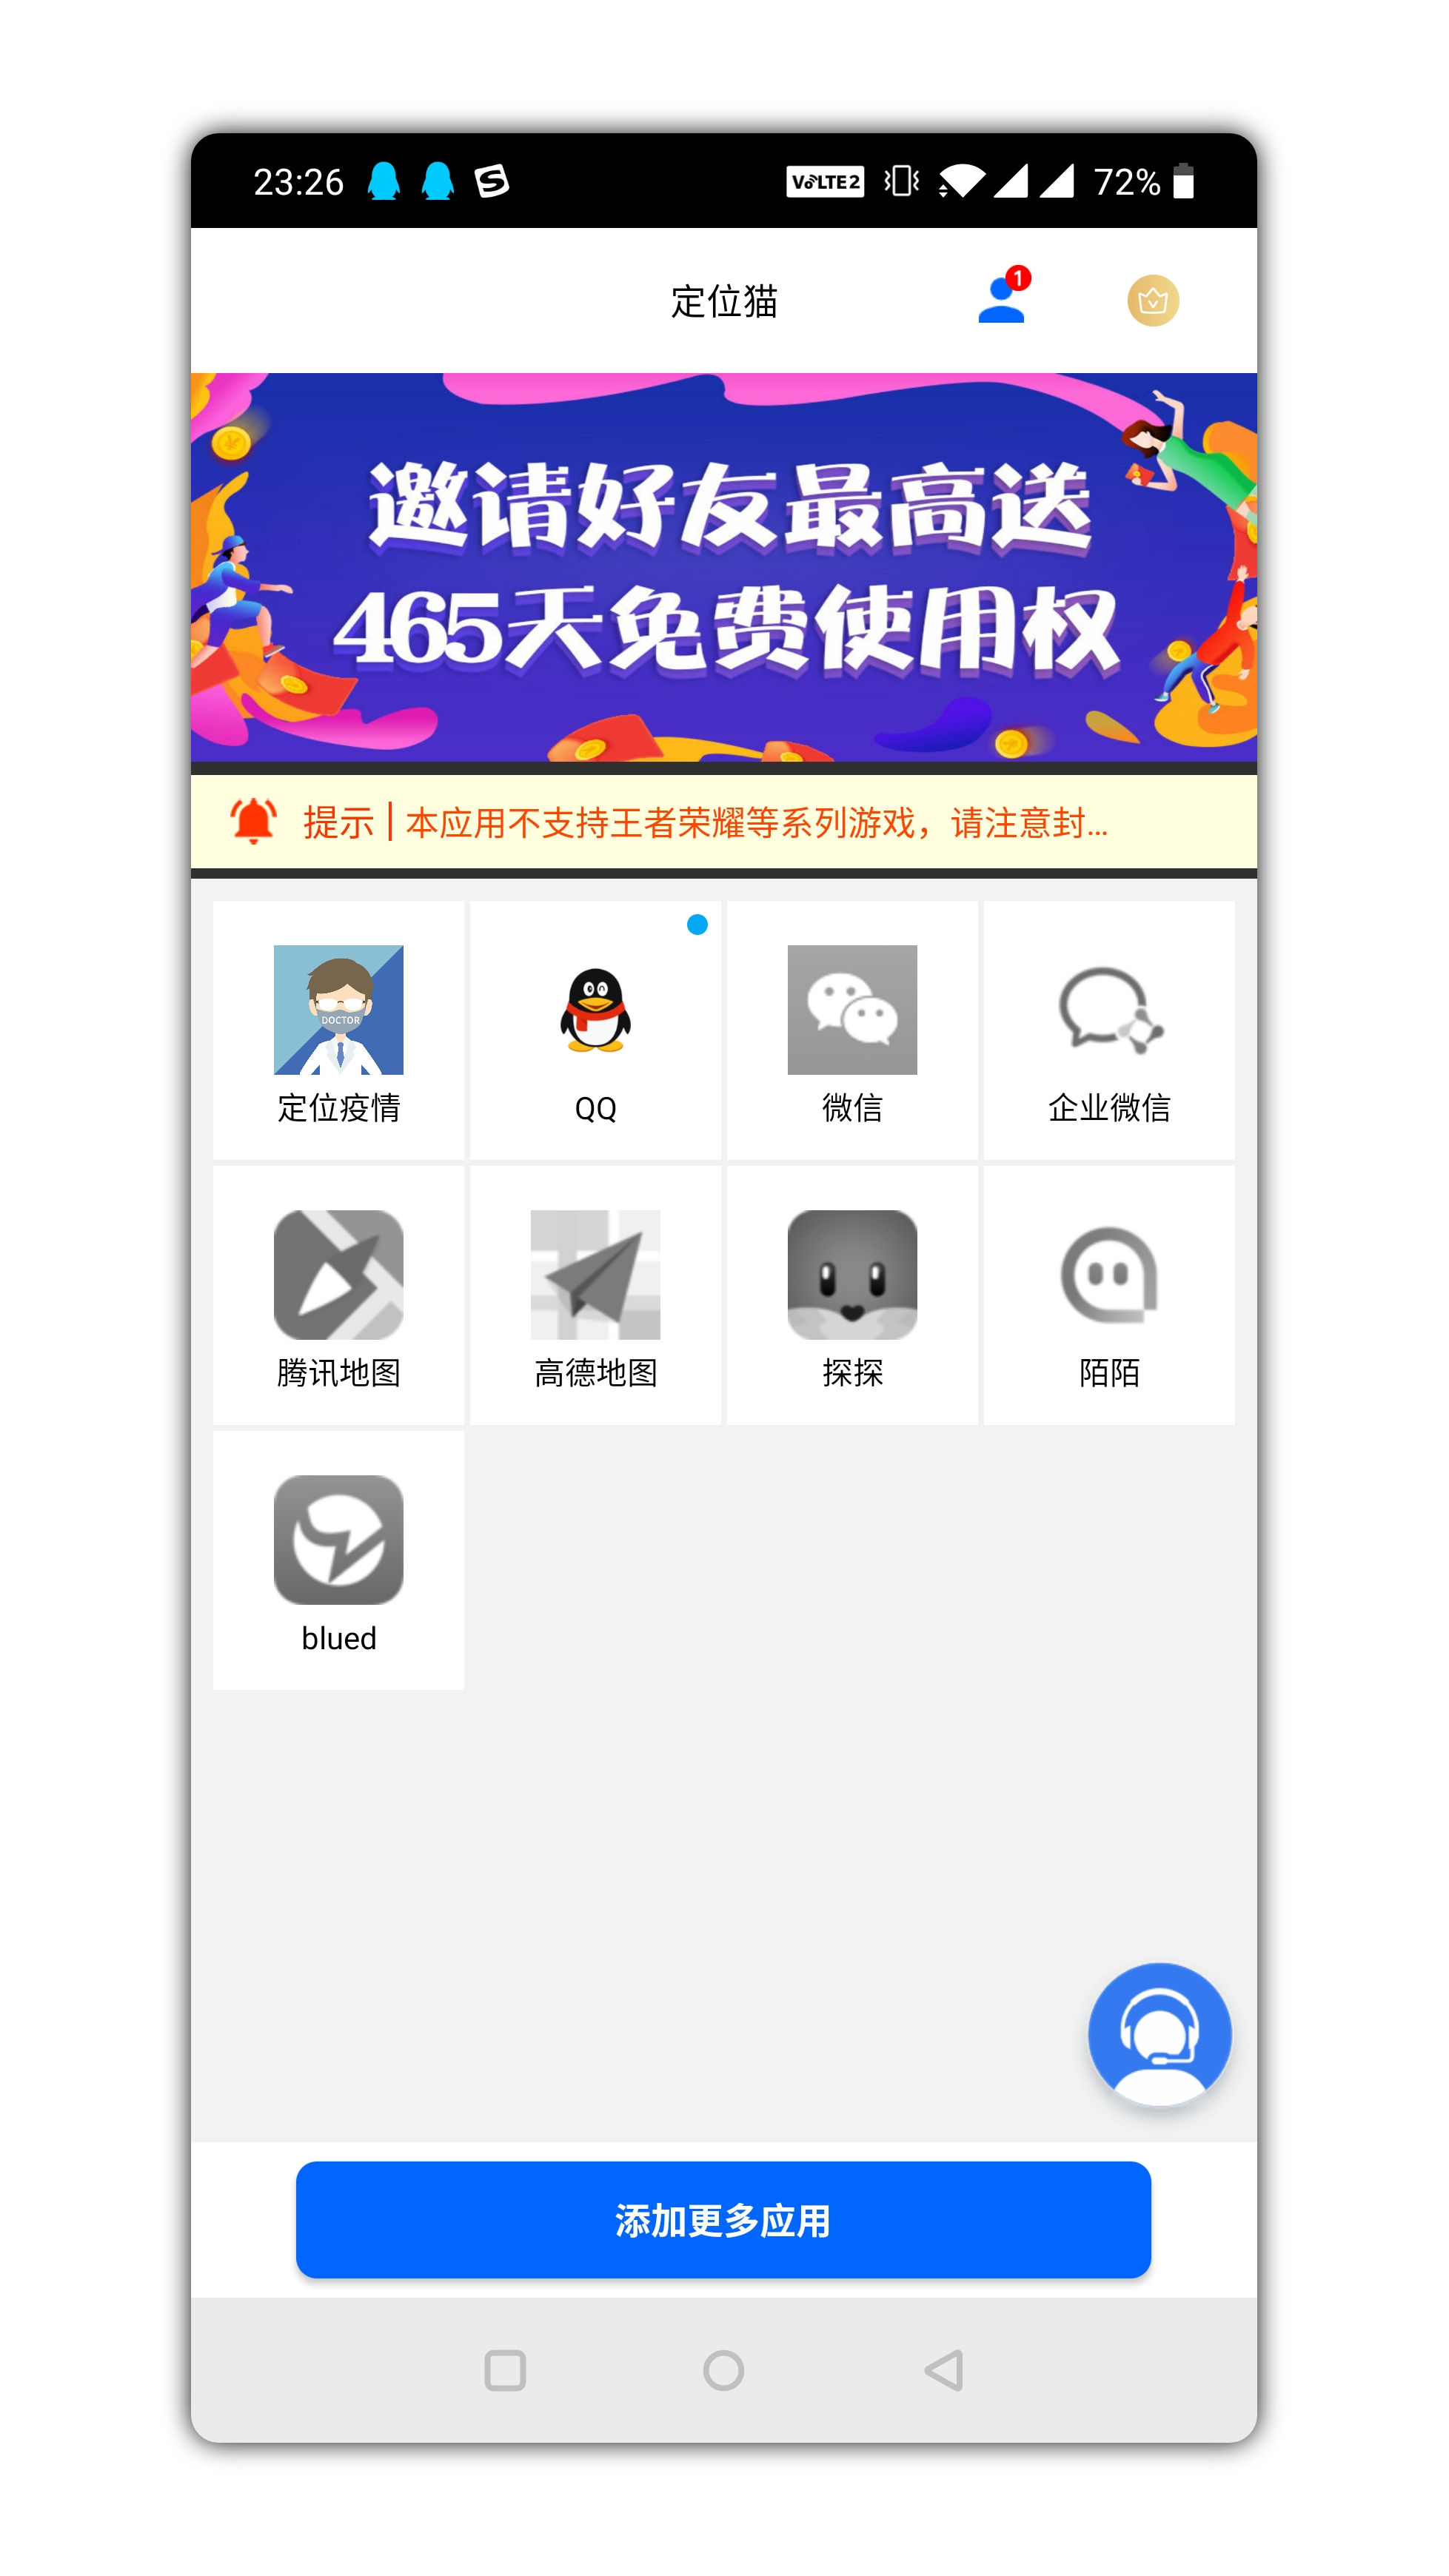 23:26
VoLTE2
72%
定位猫
1
邀请好友最高送
465天免费使用权
提示 | 本应用不支持王者荣耀等系列游戏，请注意封...
DOCTOR
定位疫情
QQ
微信
企业微信
腾讯地图
高德地图
探探
陌陌
blued
添加更多应用